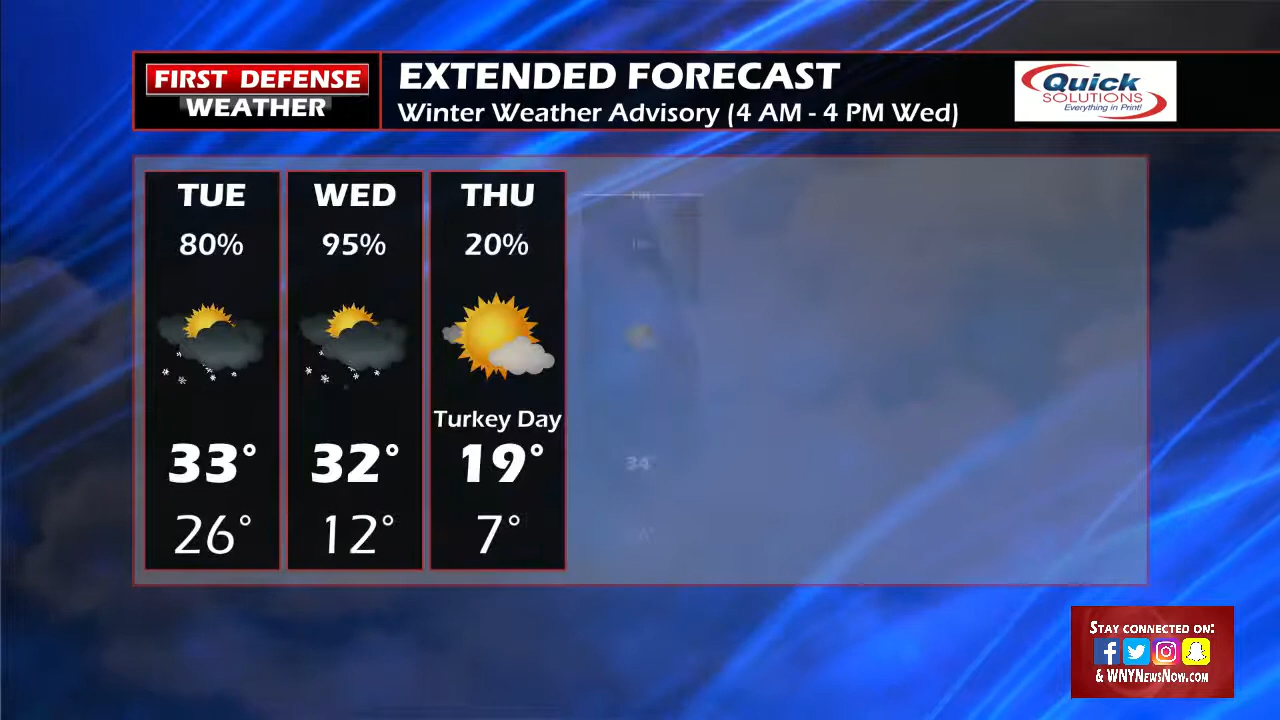 FIRST DEFENSE
WEATHER
EXTENDED FORECAST
Winter Weather Advisory (4 AM - 4 PM Wed)
Quick
SOLUTIONS
Everything in Print!
TUE
80%
33°
26°
WED
95%
32°
12°
THU
20%
Turkey Day
19°
7°
34°
STAY CONNECTED ON:
& WNYNewsNow.com